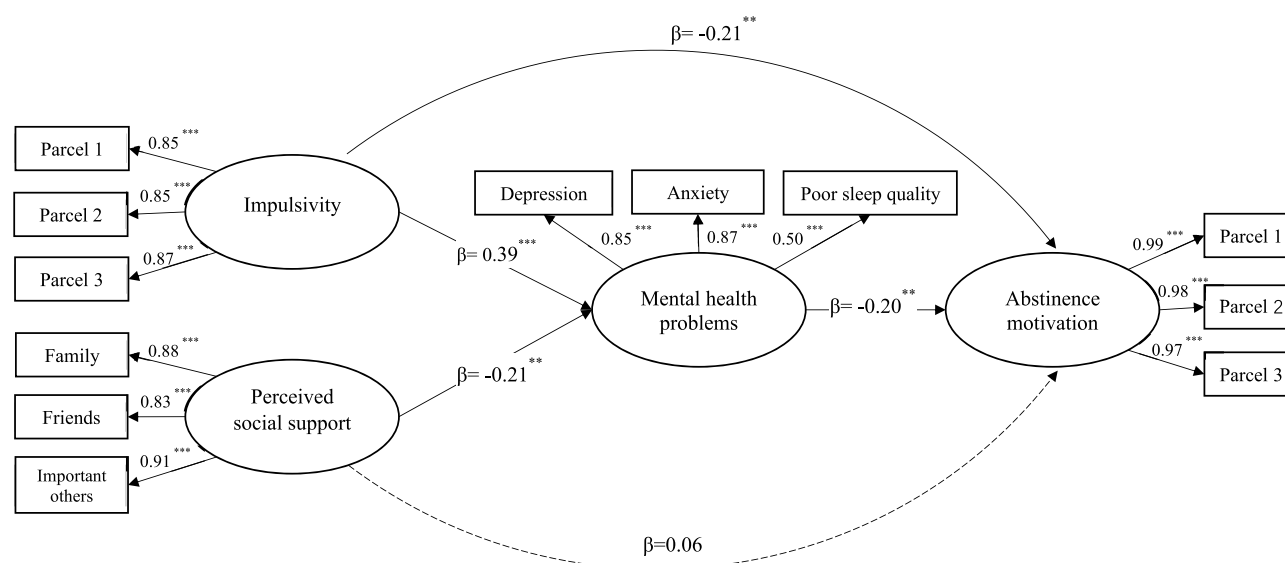 β= -0.21**
Parcel 1
0.85***
Parcel 2
0.85***
Parcel 3
0.87***
Impulsivity
Depression
Anxiety
Poor sleep quality
0.85***
0.87***
0.50***
β= 0.39***
Mental health
problems
β= -0.20**
Abstinence
motivation
0.99***
Parcel 1
0.98***
Parcel 2
0.97***
Parcel 3
Family
0.88***
Friends
0.83***
Important
others
0.91***
Perceived
social support
β= -0.21**
β=0.06